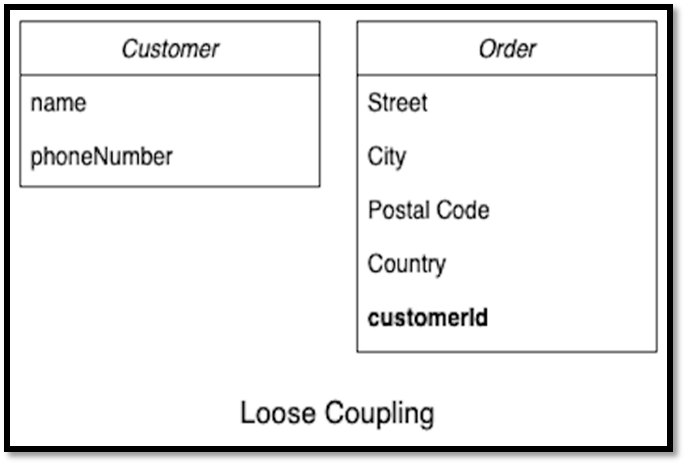 Customer
name
phoneNumber
Order
Street
City
Postal Code
Country
customerId
Loose Coupling